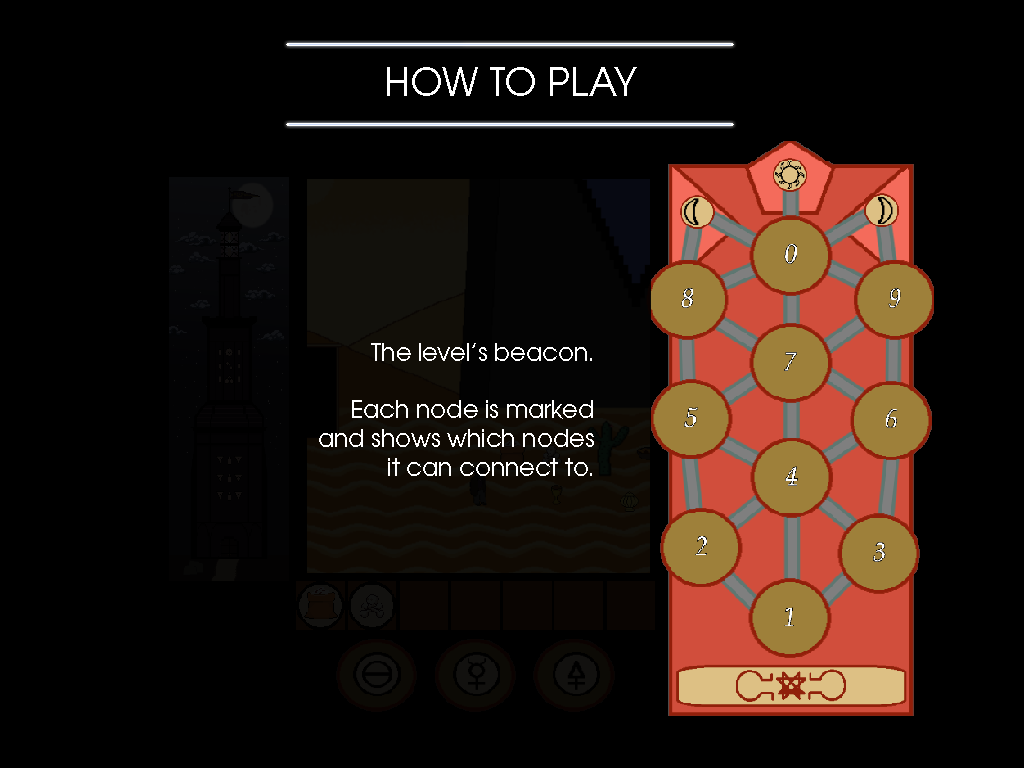 HOW TO PLAY
The level's beacon.
Each node is marked
and shows which nodes
it can connect to.
0
8
9
7
5
6
4
2
3
1